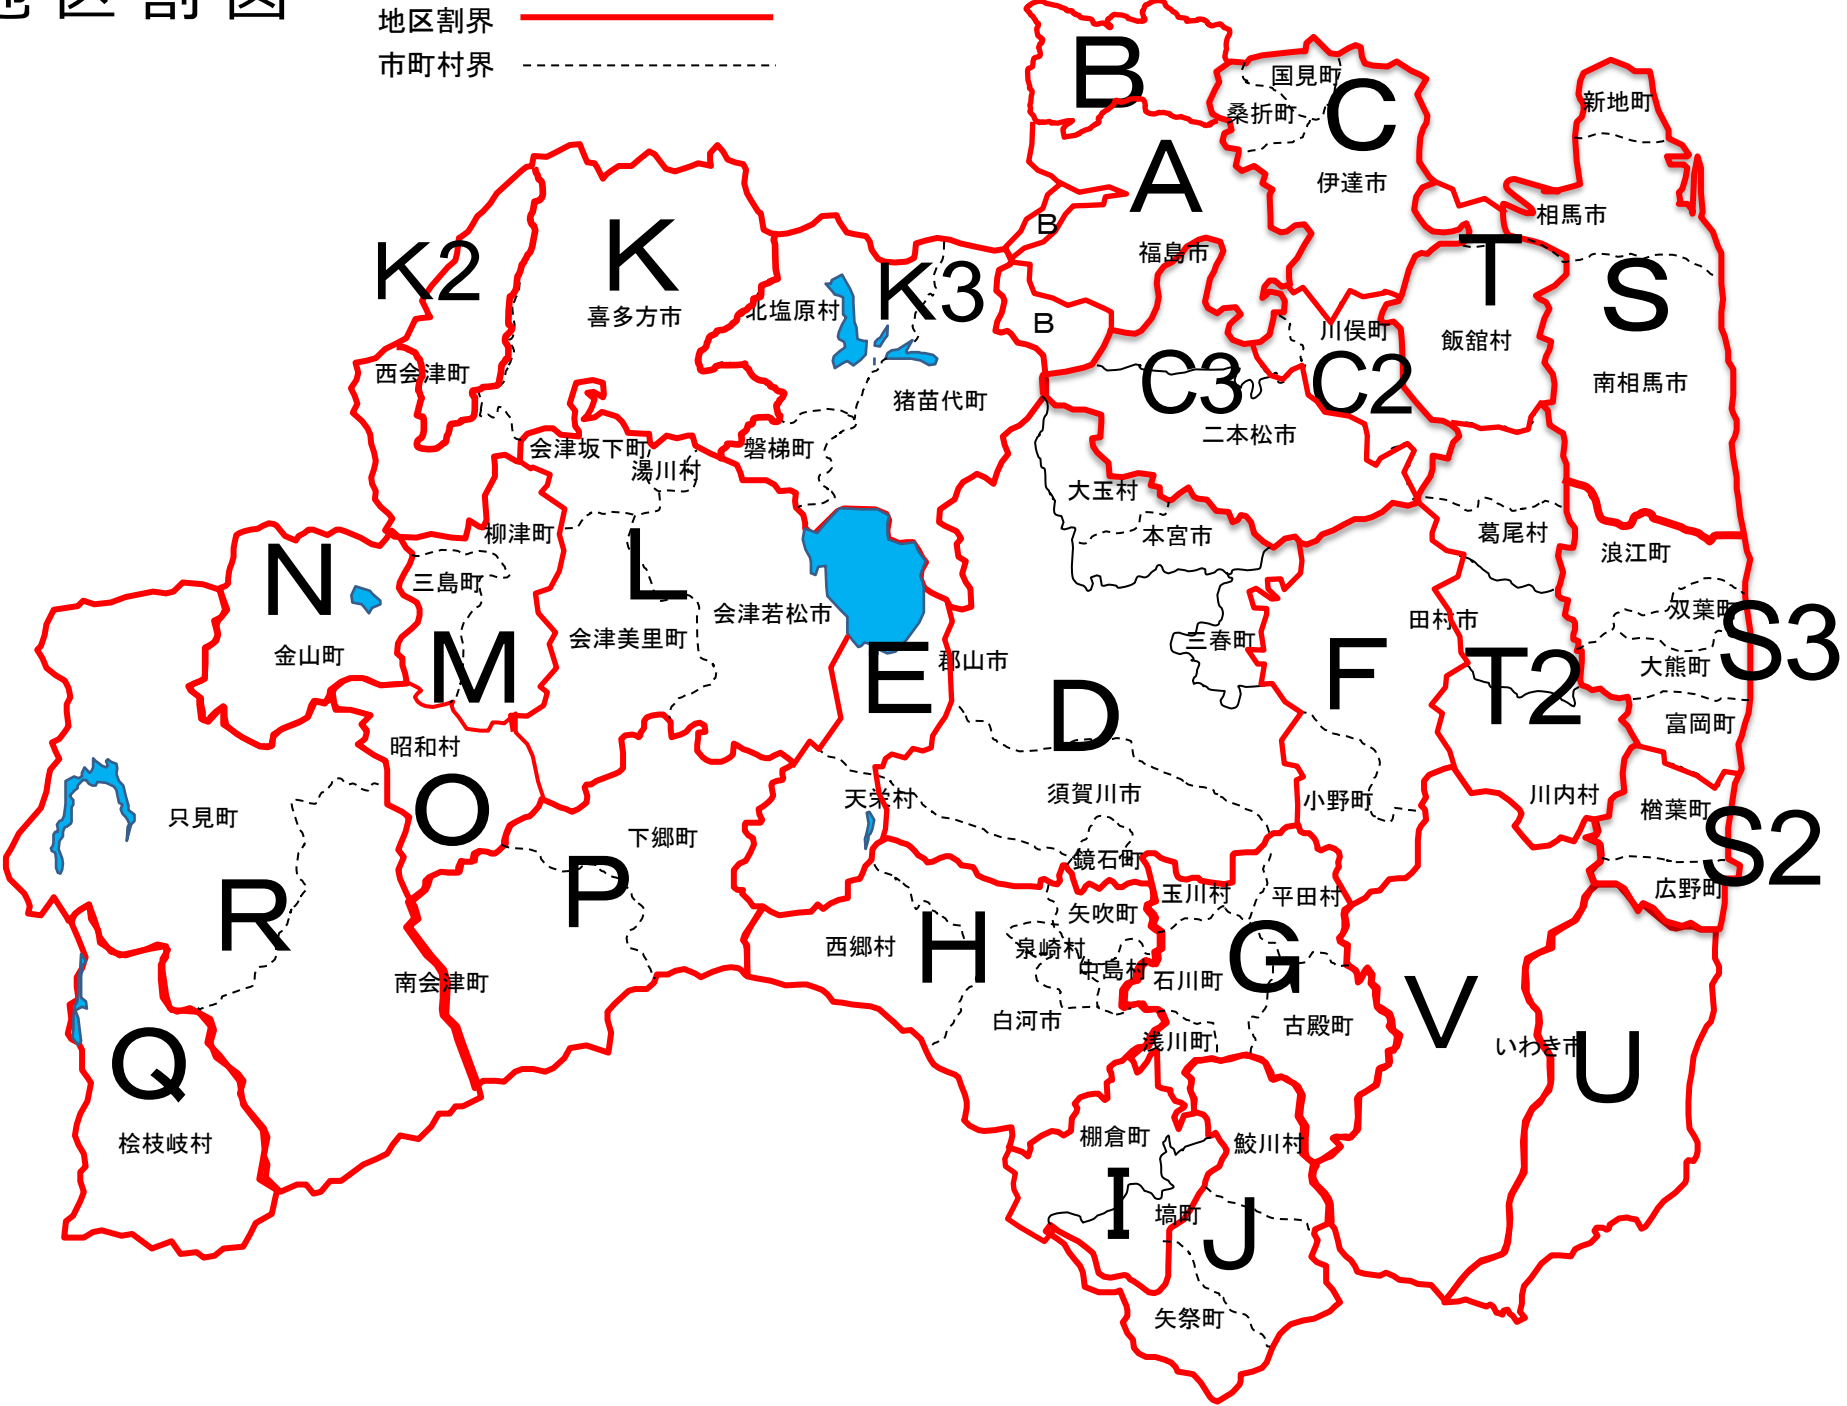 地区割図
地区割界
市町村界
B
国見町
C
桑折町
新地町
A
伊達市
相馬市
B
福島市
T
K2
K
K3
S
北塩原村
喜多方市
B
川俣町
飯舘村
西会津町
C3
C2
南相馬市
猪苗代町
二本松市
会津坂下町
磐梯町
湯川村
大玉村
柳津町
本宮市
葛尾村
浪江町
N
L
三島町
会津若松市
双葉町
田村市
S3
会津美里町
三春町
金山町
M
E
郡山市
F
大熊町
T2
D
富岡町
昭和村
天栄村
須賀川市
小野町
川内村
楢葉町
O
只見町
下郷町
S2
鏡石町
P
玉川村
平田村
広野町
R
矢吹町
西郷村
H
泉崎村
G
中島村
南会津町
石川町
V
白河市
古殿町
浅川町
いわき市
U
Q
桧枝岐村
棚倉町
鮫川村
I
塙町
J
矢祭町